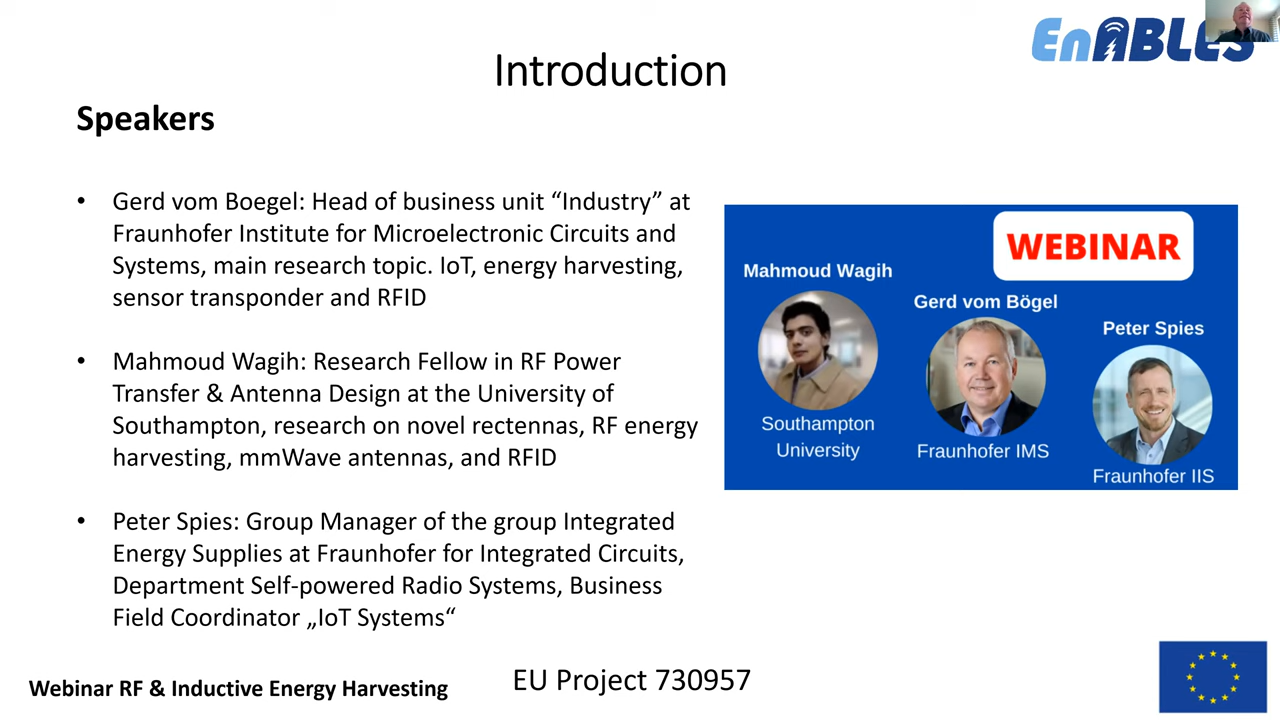 EnABLES
Introduction
Speakers
• Gerd vom Boegel: Head of business unit “Industry” at
Fraunhofer Institute for Microelectronic Circuits and
Systems, main research topic. IoT, energy harvesting,
sensor transponder and RFID
• Mahmoud Wagih: Research Fellow in RF Power
Transfer & Antenna Design at the University of
Southampton, research on novel rectennas, RF energy
harvesting, mmWave antennas, and RFID
• Peter Spies: Group Manager of the group Integrated
Energy Supplies at Fraunhofer for Integrated Circuits,
Department Self-powered Radio Systems, Business
Field Coordinator „IoT Systems“
WEBINAR
Mahmoud Wagih
Southampton
University
Gerd vom Bögel
Fraunhofer IMS
Peter Spies
Fraunhofer IIS
Webinar RF & Inductive Energy Harvesting
EU Project 730957